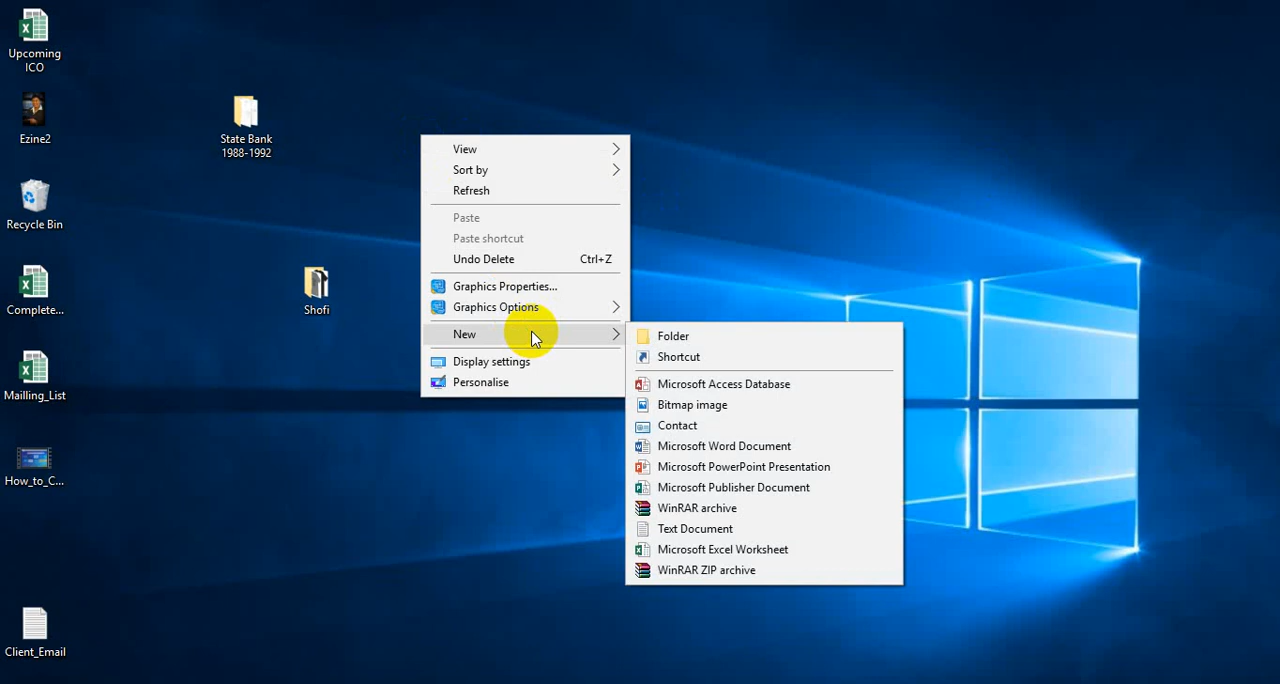 Upcoming
ICO
Ezine2
Recycle Bin
Complete...
Mailling_List
How_to_C...
Client_Email
State Bank
1988-1992
Shofi
View
Sort by
Refresh
Paste
Paste shortcut
Undo Delete Ctrl+Z
Graphics Properties...
Graphics Options
New
Display settings
Personalise
Folder
Shortcut
Microsoft Access Database
Bitmap image
Contact
Microsoft Word Document
Microsoft PowerPoint Presentation
Microsoft Publisher Document
WinRAR archive
Text Document
Microsoft Excel Worksheet
WinRAR ZIP archive